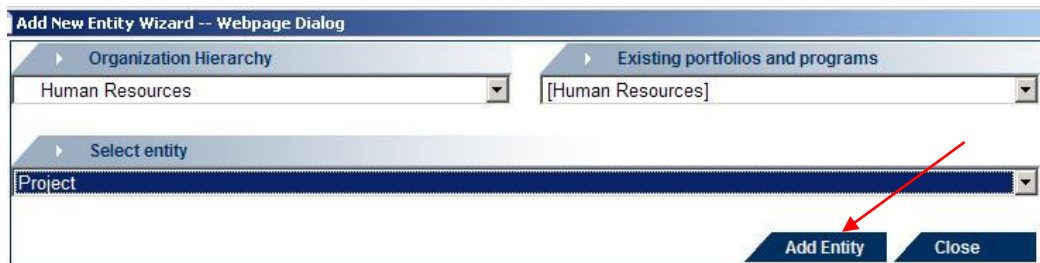 Add New Entity Wizard -- Webpage Dialog
Organization Hierarchy
Existing portfolios and programs
Human Resources
[Human Resources]
Select entity
Project
Add Entity
Close